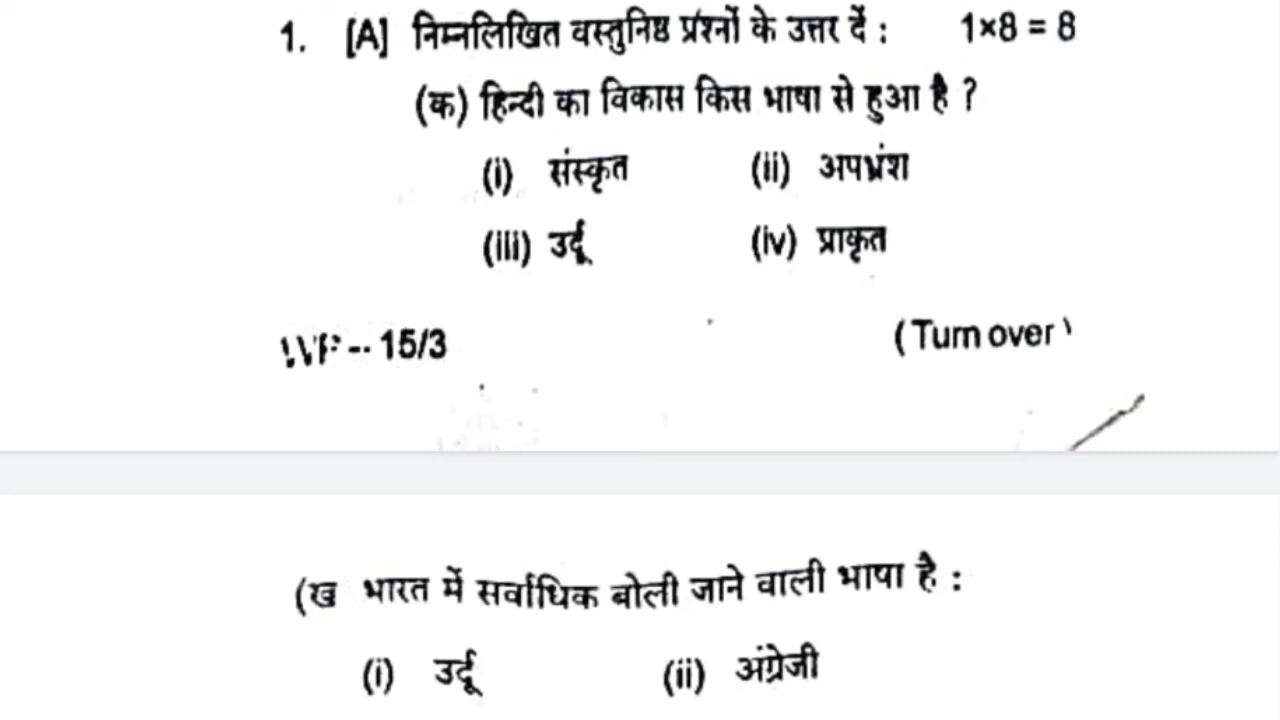 1. [A] निम्नलिखित वस्तुनिष्ठ प्रश्नों के उत्तर दें : 1×8 = 8
(क) हिन्दी का विकास किस भाषा से हुआ है ?
(i) संस्कृत (ii) अपभ्रंश
(iii) उर्दू (iv) प्राकृत
-- 15/3 (Turn over)
(ख भारत में सर्वाधिक बोली जाने वाली भाषा है :
(i) उर्दू (ii) अंग्रेजी